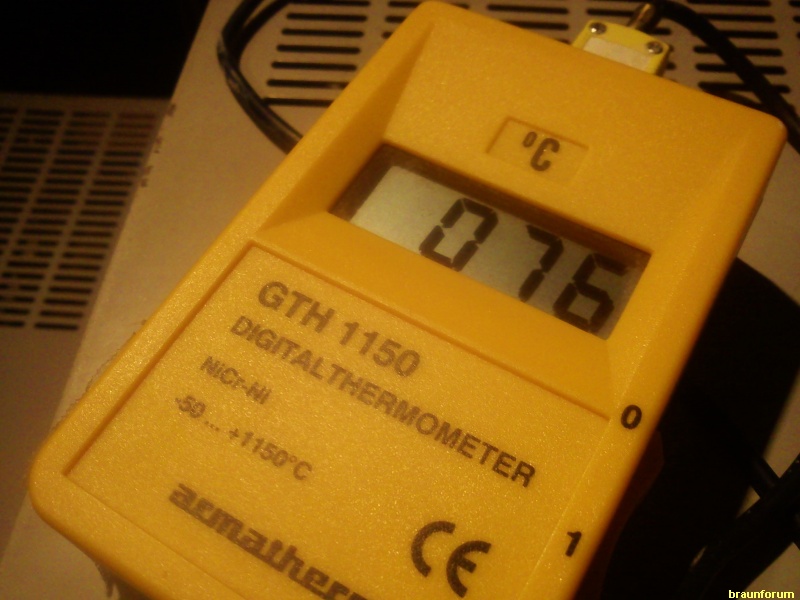 °C
076
GTH 1150
DIGITALTHERMOMETER
NiCr-Ni
-50 ... +1150°C
0
1
CE
braunforum